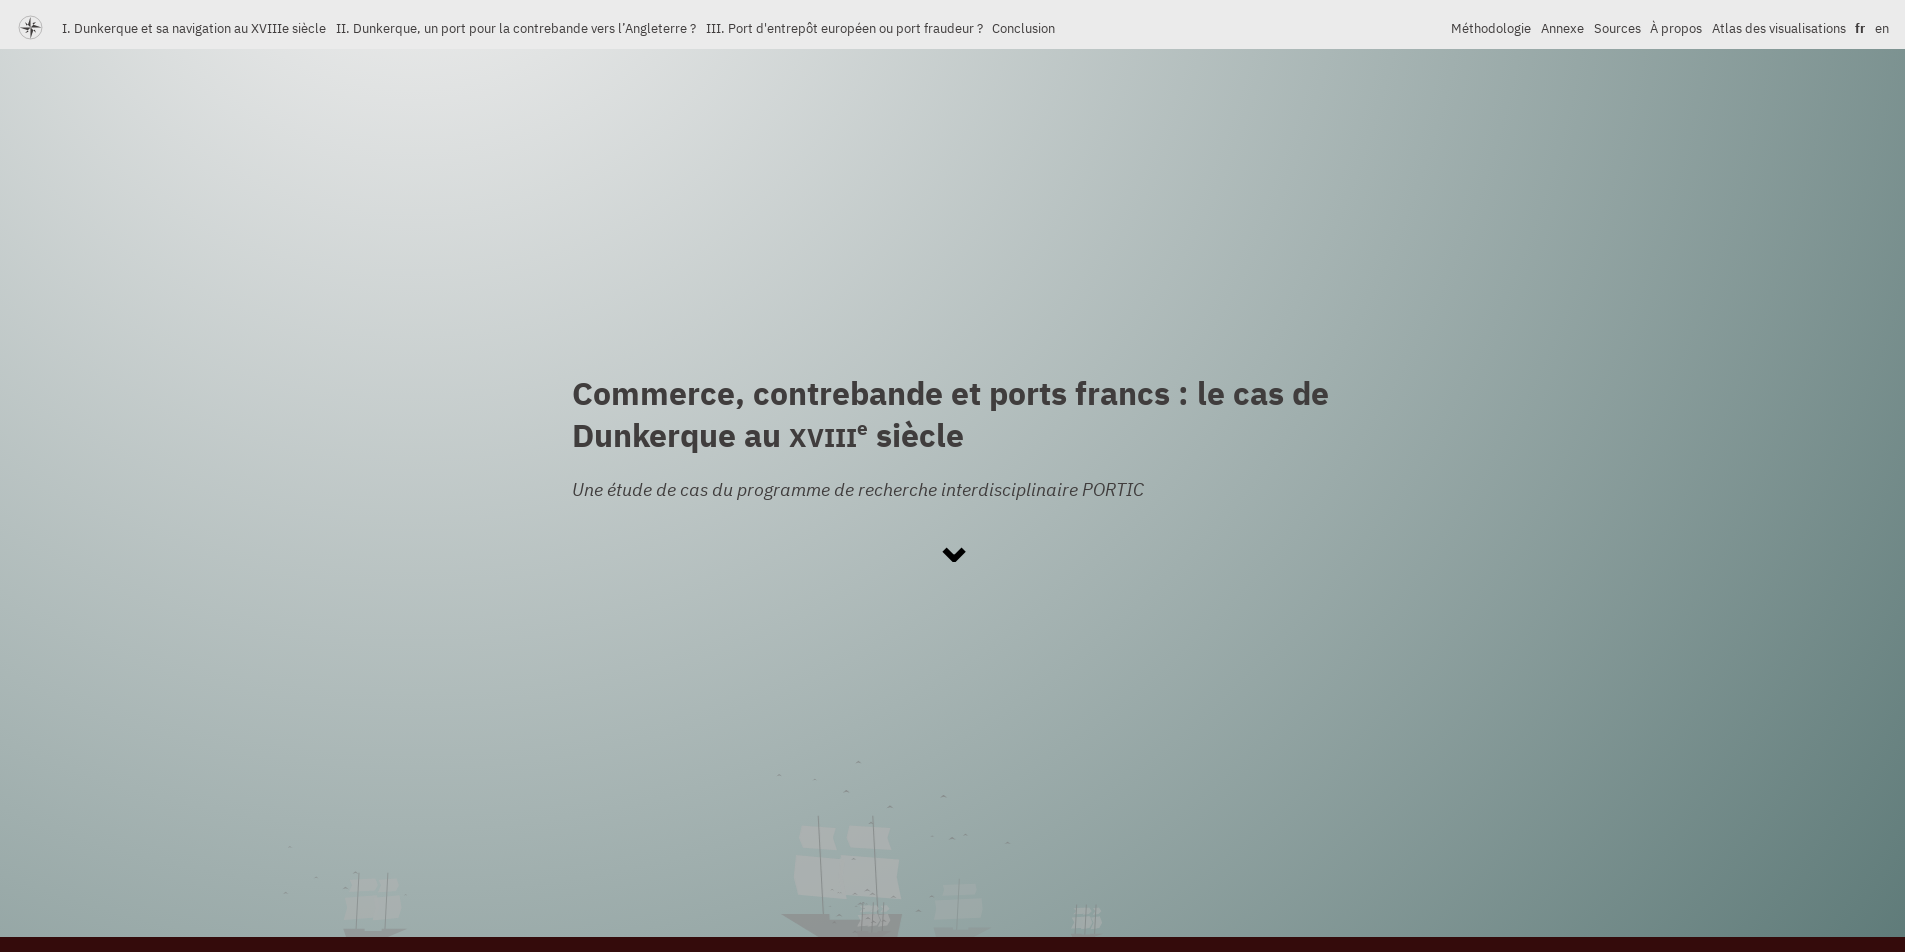 I. Dunkerque et sa navigation au XVIIIe siècle II. Dunkerque, un port pour la contrebande vers l’Angleterre ? III. Port d'entrepôt européen ou port fraudeur ? Conclusion Méthodologie Annexe Sources À propos Atlas des visualisations fr en
Commerce, contrebande et ports francs : le cas de
Dunkerque au XVIIIe siècle
Une étude de cas du programme de recherche interdisciplinaire PORTIC